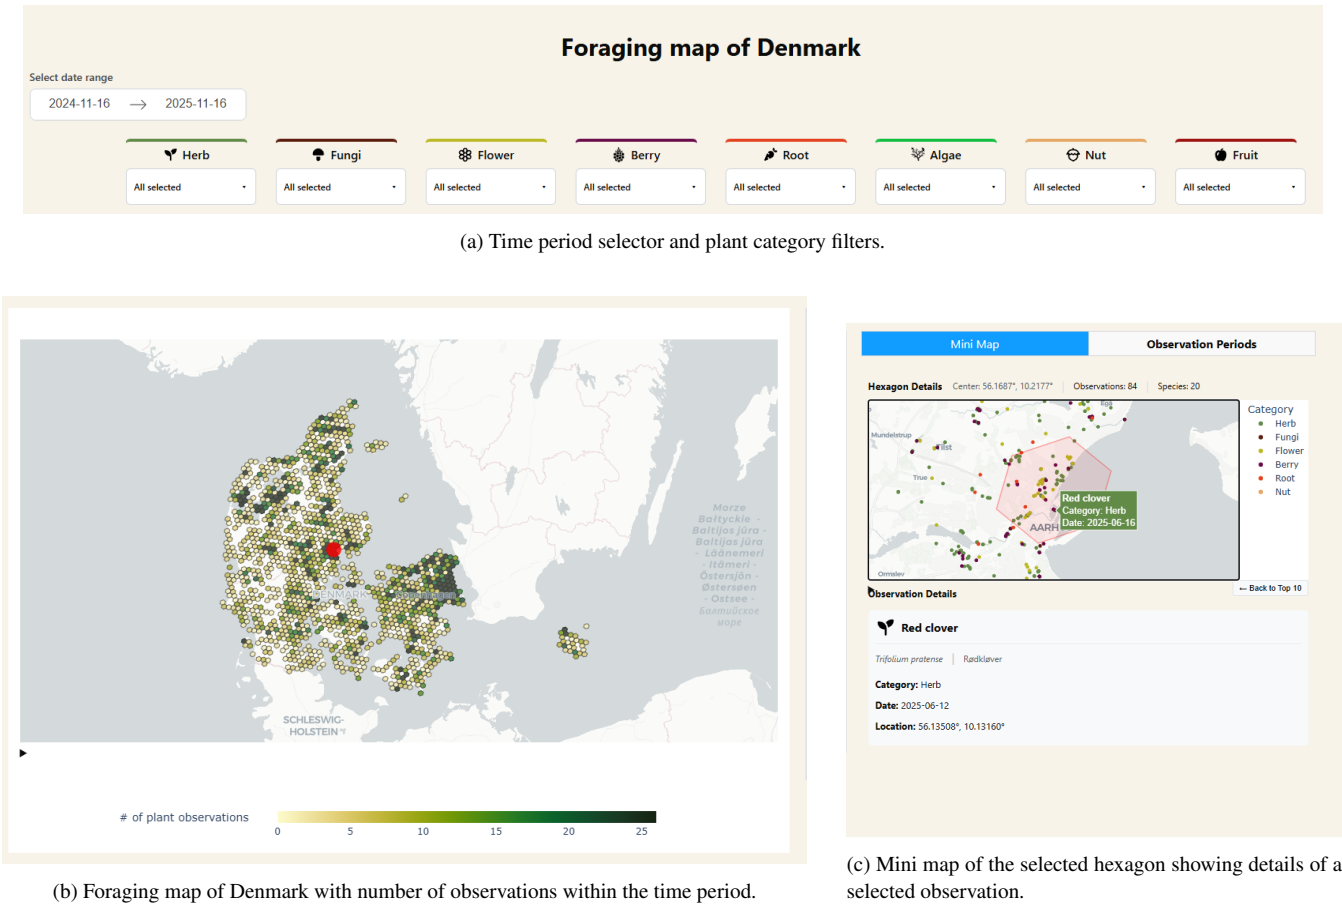 Foraging map of Denmark
Select date range
2024-11-16 → 2025-11-16
Herb Fungi Flower Berry Root Algae Nut Fruit
All selected All selected All selected All selected All selected All selected All selected All selected
(a) Time period selector and plant category filters.
Morze
Bałtyckie -
Baltijos jūra -
Baltijas jūra
- Läänemeri
- Itämeri -
Östersjön -
Østersøen
- Ostsee -
Балтийское
море
DENMARK
SCHLESWIG-
HOLSTEIN
# of plant observations
0 5 10 15 20 25
(b) Foraging map of Denmark with number of observations within the time period.
Mini Map Observation Periods
Hexagon Details Center: 56.1687°, 10.2177° Observations: 84 Species: 20
Mundelstrup
Tilst
True
Egå
AARH
Ormslev
Red clover
Category: Herb
Date: 2025-06-16
Category
Herb
Fungi
Flower
Berry
Root
Nut
← Back to Top 10
Observation Details
Red clover
Trifolium pratense Rødkløver
Category: Herb
Date: 2025-06-12
Location: 56.13508°, 10.13160°
(c) Mini map of the selected hexagon showing details of a
selected observation.